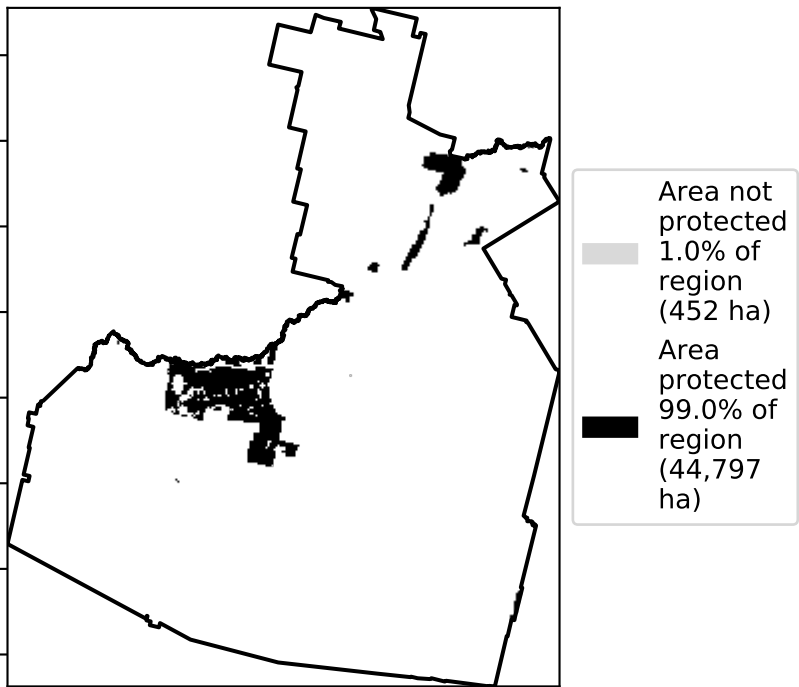 Area not
protected
1.0% of
region
(452 ha)
Area
protected
99.0% of
region
(44,797
ha)